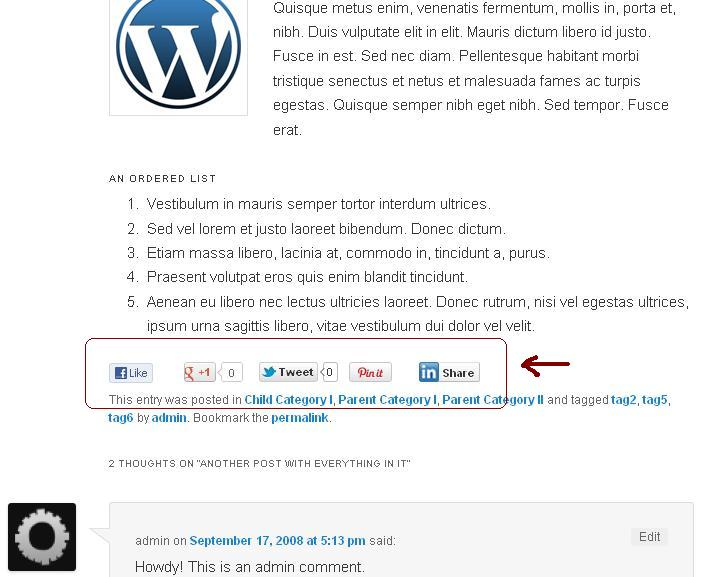 Quisque metus enim, venenatis fermentum, mollis in, porta et,
nibh. Duis vulputate elit in elit. Mauris dictum libero id justo.
Fusce in est. Sed nec diam. Pellentesque habitant morbi
tristique senectus et netus et malesuada fames ac turpis
egestas. Quisque semper nibh eget nibh. Sed tempor. Fusce
erat.
AN ORDERED LIST
1. Vestibulum in mauris semper tortor interdum ultrices.
2. Sed vel lorem et justo laoreet bibendum. Donec dictum.
3. Etiam massa libero, lacinia at, commodo in, tincidunt a, purus.
4. Praesent volutpat eros quis enim blandit tincidunt.
5. Aenean eu libero nec lectus ultricies laoreet. Donec rutrum, nisi vel egestas ultrices,
ipsum urna sagittis libero, vitae vestibulum dui dolor vel velit.
Like g +1 0 Tweet 0 Pin it in Share
This entry was posted in Child Category I, Parent Category I, Parent Category II and tagged tag2, tag5,
tag6 by admin. Bookmark the permalink.
2 THOUGHTS ON "ANOTHER POST WITH EVERYTHING IN IT"
admin on September 17, 2008 at 5:13 pm said: Edit
Howdy! This is an admin comment.